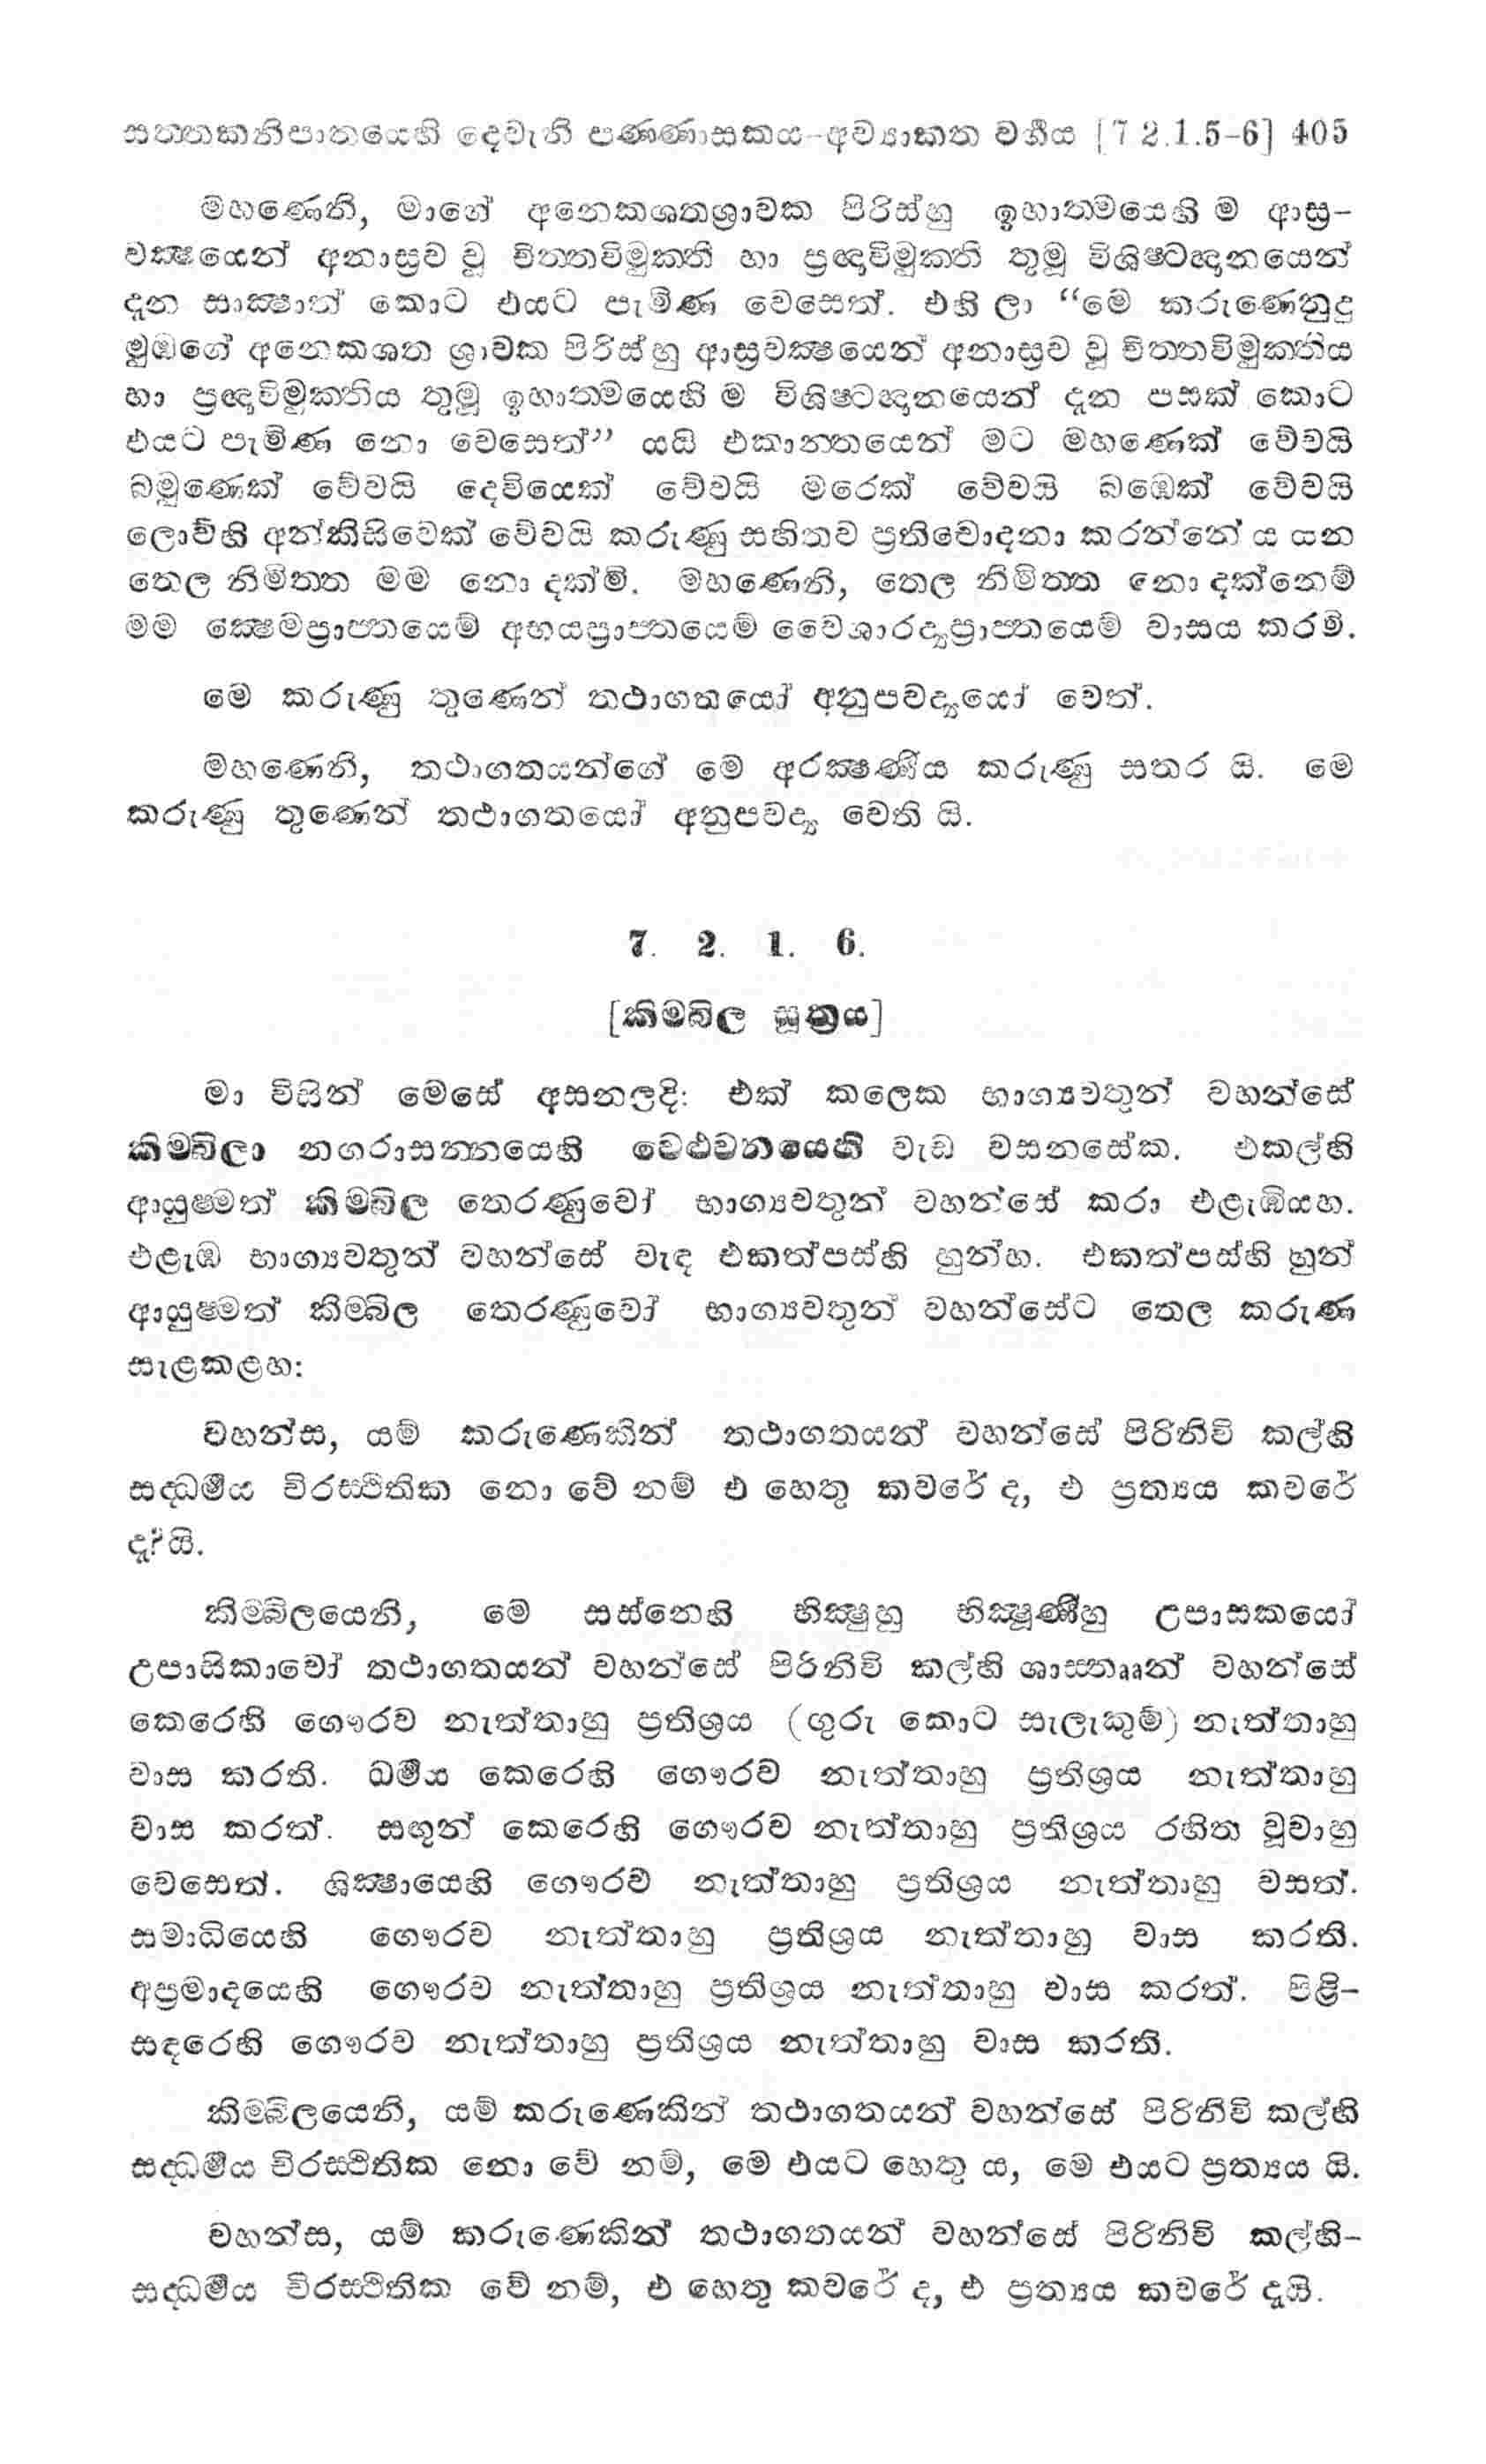 සත්තකනිපාතයෙහි දෙවැනි පණ්ණාසකය-අව්‍යාකත වර්‍ගය [7 2.1.5-6] 405
මහණෙනි, මාගේ අනෙකශතශ්‍රාවක පිරිස්හු ඉහාත්මයෙහි ම ආස්‍ර-
වක්‍ෂයෙන් අනාස්‍රව වූ චිත්තවිමුක්ති හා ප්‍රඥාවිමුක්ති තුමූ විශිෂ්ටඥානයෙන්
දැන සාක්‍ෂාත් කොට එයට පැමිණ වෙසෙත්. එහි ලා “මෙ කරුණෙනුදු
මුඹගේ අනෙකශත ශ්‍රාවක පිරිස්හු ආස්‍රවක්‍ෂයෙන් අනාස්‍රව වූ චිත්තවිමුක්තිය
හා ප්‍රඥාවිමුක්තිය තුමූ ඉහාත්මයෙහි ම විශිෂ්ටඥානයෙන් දැන පසක් කොට
එයට පැමිණ නො වෙසෙත්” යයි එකාන්තයෙන් මට මහණෙක් වේවයි
බමුණෙක් වේවයි දෙවියෙක් වේවයි මරෙක් වේවයි බඹෙක් වේවයි
ලොව්හි අන්කිසිවෙක් වේවයි කරුණු සහිතව ප්‍රතිචොදනා කරන්නේ ය යන
තෙල නිමිත්ත මම නො දක්මි. මහණෙනි, තෙල නිමිත්ත නො දක්නෙම්
මම ක්‍ෂෙමප්‍රාප්තයෙම් අභයප්‍රාප්තයෙම් වෛශාරද්‍යප්‍රාප්තයෙම් වාසය කරමි.
මෙ කරුණු තුණෙන් තථාගතයෝ අනුපවද්‍යයෝ වෙත්.
මහණෙනි, තථාගතයන්ගේ මෙ අරක්‍ෂණීය කරුණු සතර යි. මෙ
කරුණු තුණෙන් තථාගතයෝ අනුපවද්‍ය වෙති යි.
7. 2. 1. 6.
[කිම්බිල සූත්‍රය]
මා විසින් මෙසේ අසනලදි: එක් කලෙක භාග්‍යවතුන් වහන්සේ
කිම්බිලා නගරාසන්නයෙහි වෙළුවනයෙහි වැඩ වසනසේක. එකල්හි
ආයුෂ්මත් කිම්බිල තෙරණුවෝ භාග්‍යවතුන් වහන්සේ කරා එළැඹියහ.
එළැඹ භාග්‍යවතුන් වහන්සේ වැඳ එකත්පස්හි හුන්හ. එකත්පස්හි හුන්
ආයුෂ්මත් කිම්බිල තෙරණුවෝ භාග්‍යවතුන් වහන්සේට තෙල කරුණ
සැළකළහ:
වහන්ස, යම් කරුණෙකින් තථාගතයන් වහන්සේ පිරිනිවි කල්හි
සද්ධර්‍මය චිරස්ථිතික නො වේ නම් එ හෙතු කවරේ ද, එ ප්‍රත්‍යය කවරේ
දැ?යි.
කිම්බිලයෙනි, මෙ සස්නෙහි භික්‍ෂුහු භික්‍ෂුණීහු උපාසකයෝ
උපාසිකාවෝ තථාගතයන් වහන්සේ පිරිනිවි කල්හි ශාස්තෲන් වහන්සේ
කෙරෙහි ගෞරව නැත්තාහු ප්‍රතිශ්‍රය (ගුරු කොට සැලැකුම්) නැත්තාහු
වාස කරති. ධර්‍මය කෙරෙහි ගෞරව නැත්තාහු ප්‍රතිශ්‍රය නැත්තාහු
වාස කරත්. සඟුන් කෙරෙහි ගෞරව නැත්තාහු ප්‍රතිශ්‍රය රහිත වූවාහු
වෙසෙත්. ශික්‍ෂායෙහි ගෞරව නැත්තාහු ප්‍රතිශ්‍රය නැත්තාහු වසත්.
සමාධියෙහි ගෞරව නැත්තාහු ප්‍රතිශ්‍රය නැත්තාහු වාස කරති.
අප්‍රමාදයෙහි ගෞරව නැත්තාහු ප්‍රතිශ්‍රය නැත්තාහු වාස කරත්. පිළි-
සඳරෙහි ගෞරව නැත්තාහු ප්‍රතිශ්‍රය නැත්තාහු වාස කරති.
කිම්බිලයෙනි, යම් කරුණෙකින් තථාගතයන් වහන්සේ පිරිනිවි කල්හි
සද්ධර්‍මය චිරස්ථිතික නො වේ නම්, මෙ එයට හෙතු ය, මෙ එයට ප්‍රත්‍යය යි.
වහන්ස, යම් කරුණෙකින් තථාගතයන් වහන්සේ පිරිනිවි කල්හි-
සද්ධර්‍මය චිරස්ථිතික වේ නම්, එ හෙතු කවරේ ද, එ ප්‍රත්‍යය කවරේ දැයි.